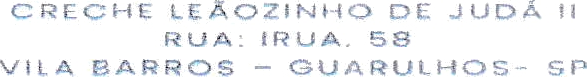 CRECHE LEÃOZINHO DE JUDÁ II
RUA: IRUA. 58
VILA BARROS - GUARULHOS- SP